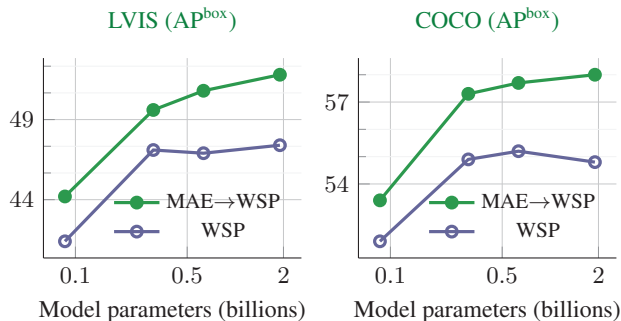 LVIS (AP^box)
49
44
MAE→WSP
WSP
0.1 0.5 2
Model parameters (billions)
COCO (AP^box)
57
54
MAE→WSP
WSP
0.1 0.5 2
Model parameters (billions)